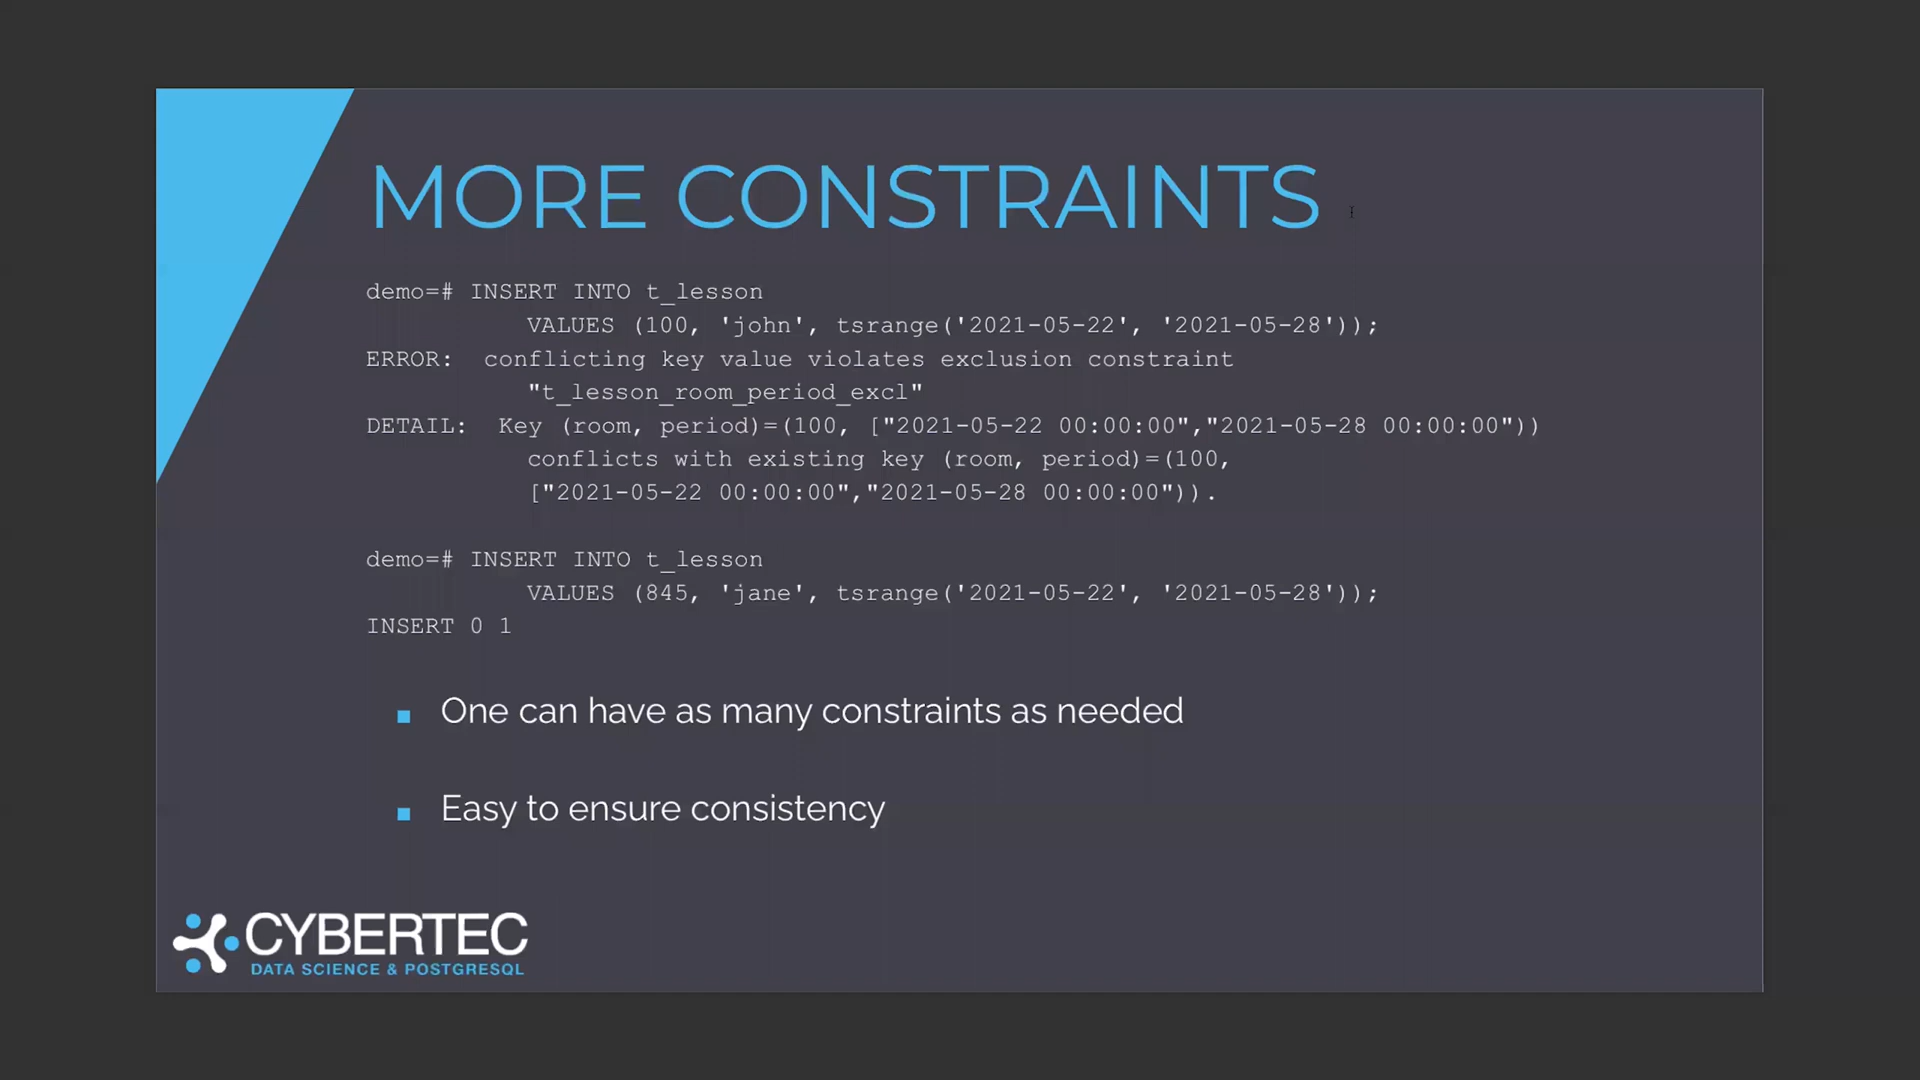 MORE CONSTRAINTS
demo=# INSERT INTO t_lesson
VALUES (100, 'john', tsrange('2021-05-22', '2021-05-28'));
ERROR:  conflicting key value violates exclusion constraint
"t_lesson_room_period_excl"
DETAIL:  Key (room, period)=(100, ["2021-05-22 00:00:00","2021-05-28 00:00:00"))
conflicts with existing key (room, period)=(100,
["2021-05-22 00:00:00","2021-05-28 00:00:00")).
demo=# INSERT INTO t_lesson
VALUES (845, 'jane', tsrange('2021-05-22', '2021-05-28'));
INSERT 0 1
▪ One can have as many constraints as needed
▪ Easy to ensure consistency
CYBERTEC
DATA SCIENCE & POSTGRESQL